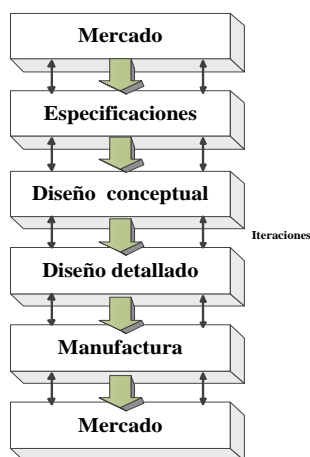 Mercado
Especificaciones
Diseño conceptual
Iteraciones
Diseño detallado
Manufactura
Mercado